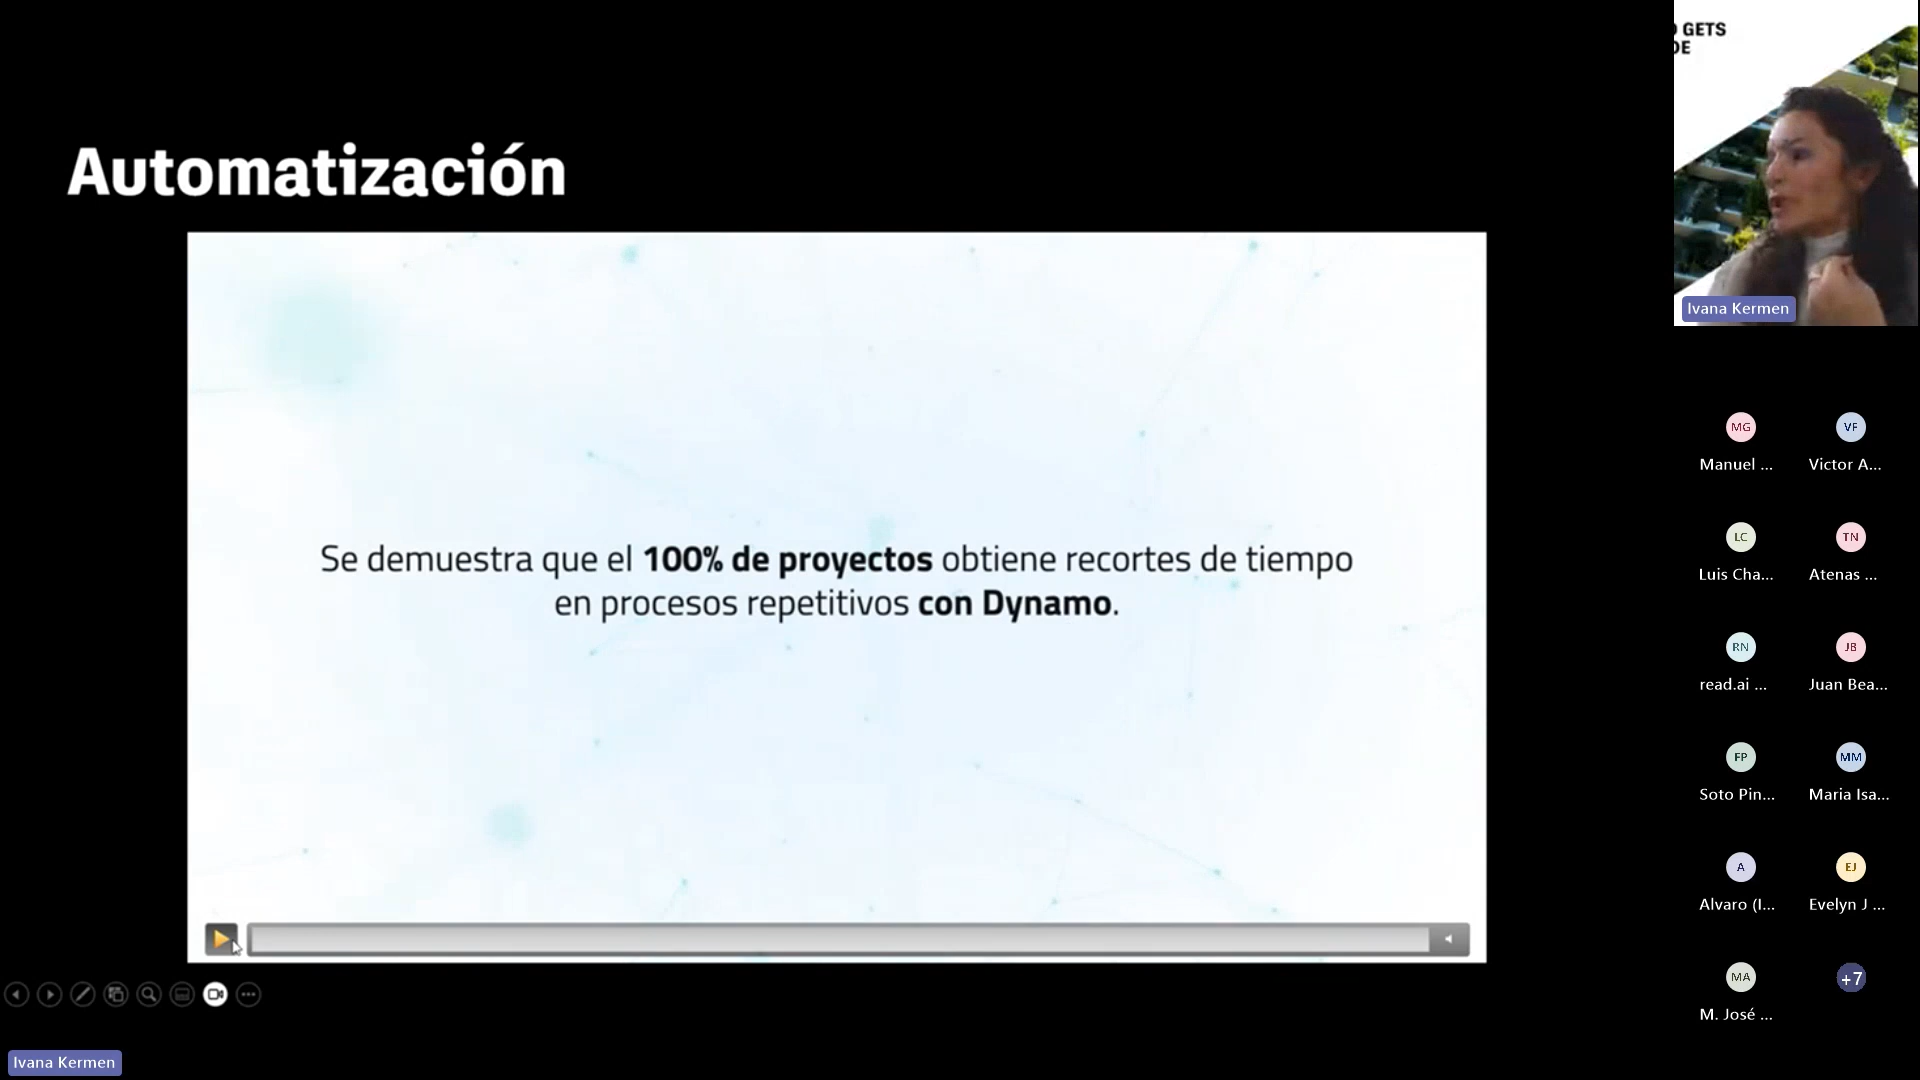 GETS
DE
Automatización
Se demuestra que el 100% de proyectos obtiene recortes de tiempo
en procesos repetitivos con Dynamo.
Ivana Kermen
MG
VF
Manuel ...
Victor A...
LC
TN
Luis Cha...
Atenas ...
RN
JB
read.ai ...
Juan Bea...
FP
MM
Soto Pin...
Maria Isa...
A
EJ
Alvaro (I...
Evelyn J ...
MA
+7
M. José ...
Ivana Kermen